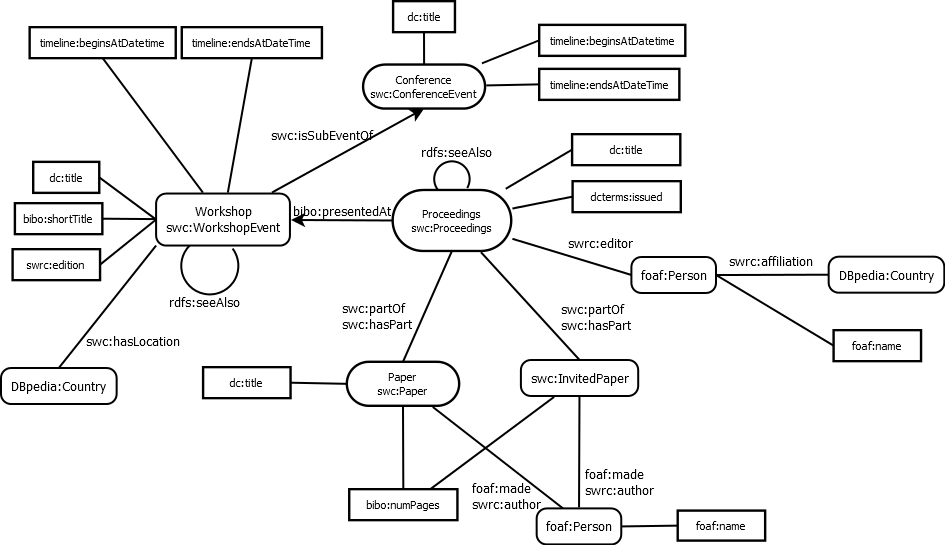 dc:title
timeline:beginsAtDatetime
timeline:endsAtDateTime
timeline:beginsAtDatetime
Conference
swc:ConferenceEvent
timeline:endsAtDateTime
swc:isSubEventOf
rdfs:seeAlso
dc:title
dc:title
dcterms:issued
bibo:shortTitle
Workshop
swc:WorkshopEvent
bibo:presentedAt
Proceedings
swc:Proceedings
swrc:editor
swrc:edition
swrc:affiliation
foaf:Person
DBpedia:Country
rdfs:seeAlso
swc:partOf
swc:hasPart
swc:partOf
swc:hasPart
swc:hasLocation
foaf:name
DBpedia:Country
dc:title
Paper
swc:Paper
swc:InvitedPaper
foaf:made
swrc:author
foaf:made
swrc:author
bibo:numPages
foaf:Person
foaf:name